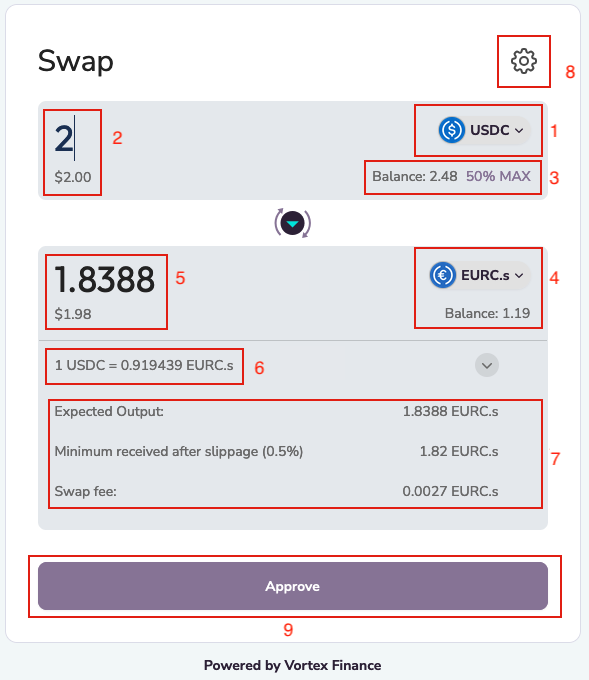 Swap
8
2
2
USDC
1
$2.00
Balance: 2.48 50% MAX
3
1.8388
5
EURC.s
4
$1.98
Balance: 1.19
1 USDC = 0.919439 EURC.s
6
Expected Output: 1.8388 EURC.s
Minimum received after slippage (0.5%) 1.82 EURC.s
7
Swap fee: 0.0027 EURC.s
Approve
9
Powered by Vortex Finance